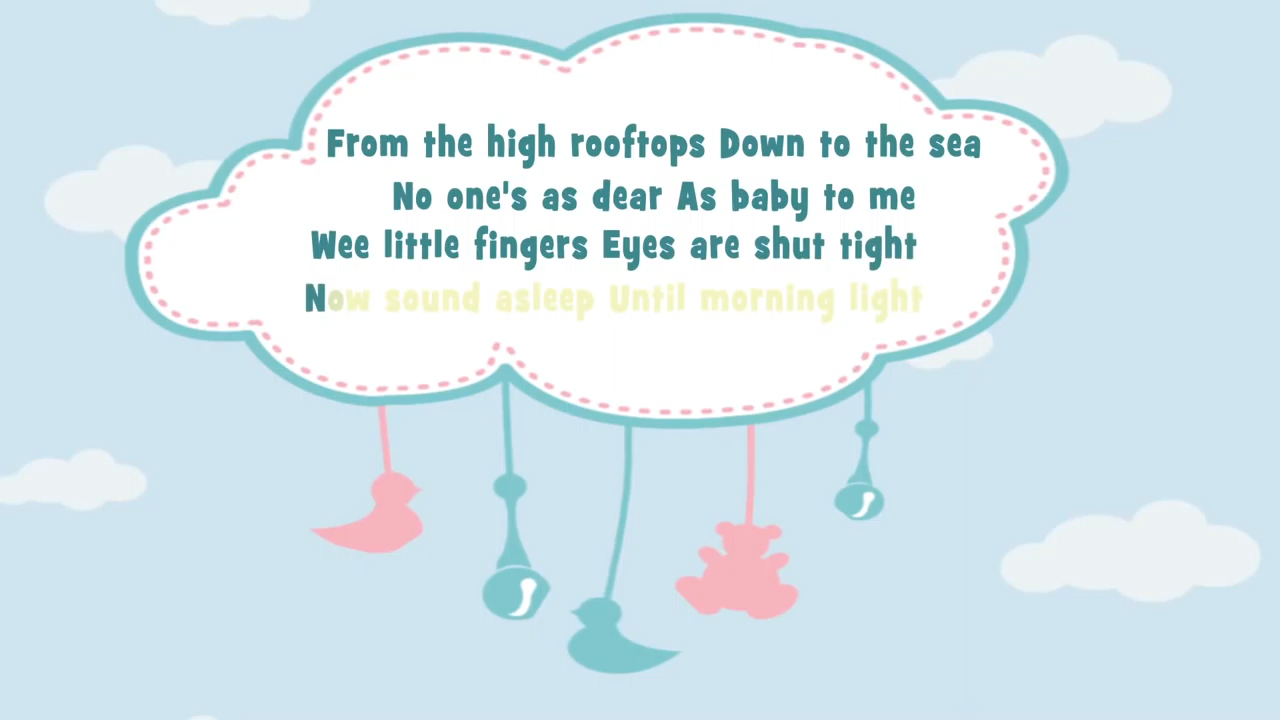 From the high rooftops Down to the sea
No one's as dear As baby to me
Wee little fingers Eyes are shut tight
Now sound asleep Until morning light